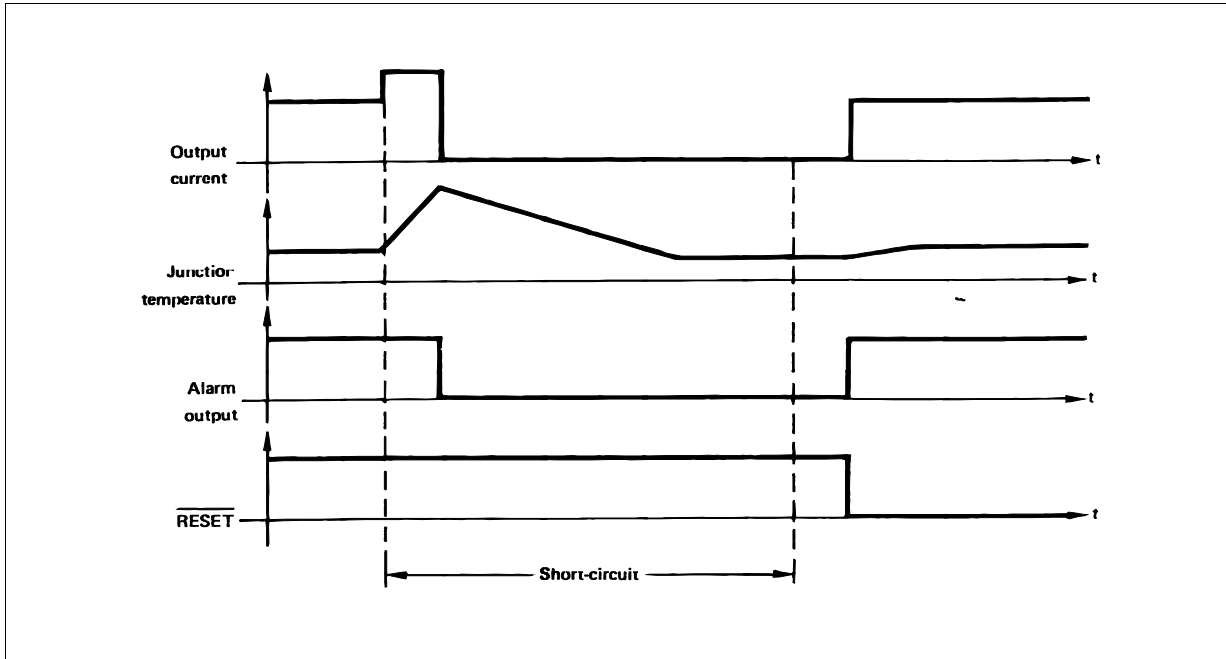 Output
current
t
Junction
temperature
t
Alarm
output
t
RESET
t
Short-circuit